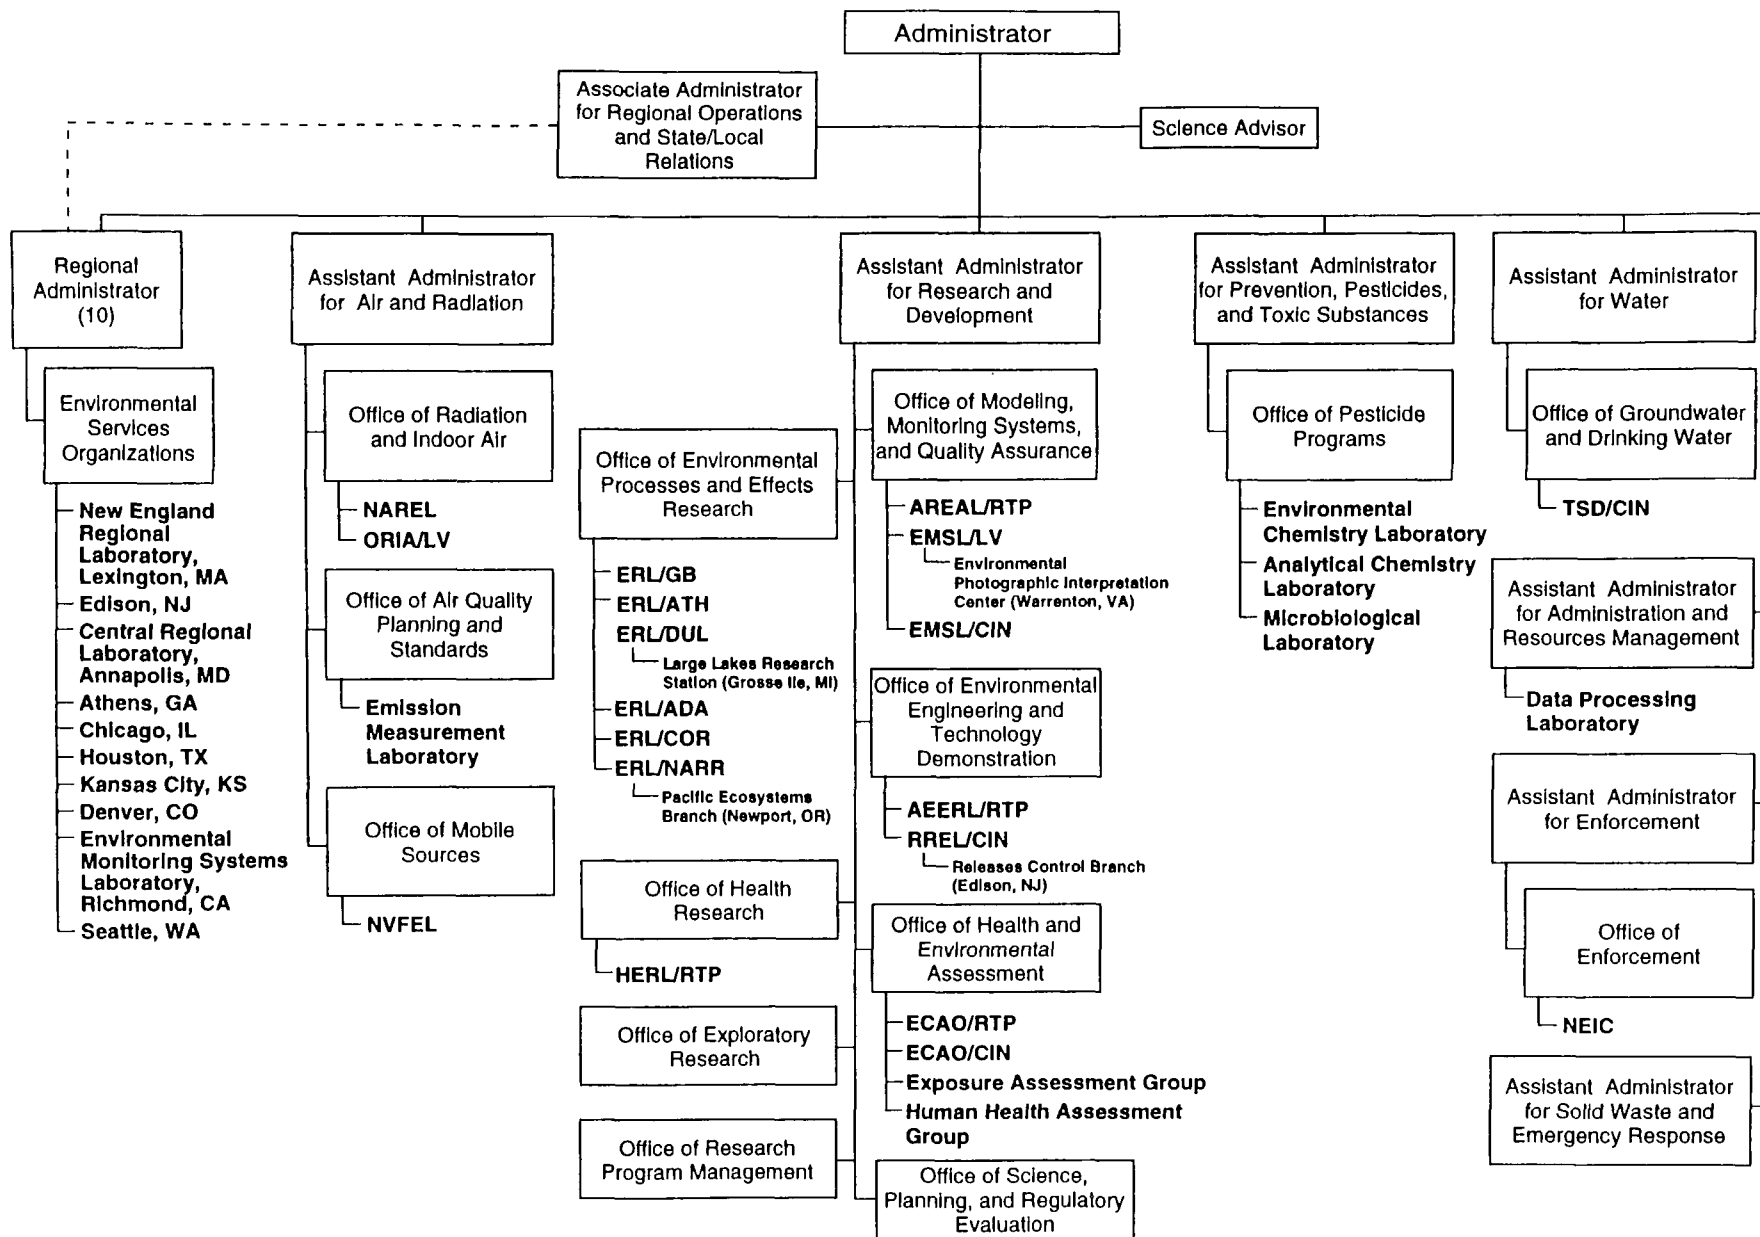 Administrator
Associate Administrator
for Regional Operations
and State/Local
Relations
Science Advisor
Regional
Administrator
(10)
Environmental
Services
Organizations
New England
Regional
Laboratory,
Lexington, MA
Edison, NJ
Central Regional
Laboratory,
Annapolis, MD
Athens, GA
Chicago, IL
Houston, TX
Kansas City, KS
Denver, CO
Environmental
Monitoring Systems
Laboratory,
Richmond, CA
Seattle, WA
Assistant Administrator
for Air and Radiation
Office of Radiation
and Indoor Air
NAREL
ORIA/LV
Office of Air Quality
Planning and
Standards
Emission
Measurement
Laboratory
Office of Mobile
Sources
NVFEL
Assistant Administrator
for Research and
Development
Office of Environmental
Processes and Effects
Research
ERL/GB
ERL/ATH
ERL/DUL
Large Lakes Research
Station (Grosse Ile, MI)
ERL/ADA
ERL/COR
ERL/NARR
Pacific Ecosystems
Branch (Newport, OR)
Office of Health
Research
HERL/RTP
Office of Exploratory
Research
Office of Research
Program Management
Office of Modeling,
Monitoring Systems,
and Quality Assurance
AREAL/RTP
EMSL/LV
Environmental
Photographic Interpretation
Center (Warrenton, VA)
EMSL/CIN
Office of Environmental
Engineering and
Technology
Demonstration
AEERL/RTP
RREL/CIN
Releases Control Branch
(Edison, NJ)
Office of Health and
Environmental
Assessment
ECAO/RTP
ECAO/CIN
Exposure Assessment Group
Human Health Assessment
Group
Office of Science,
Planning, and Regulatory
Evaluation
Assistant Administrator
for Prevention, Pesticides,
and Toxic Substances
Office of Pesticide
Programs
Environmental
Chemistry Laboratory
Analytical Chemistry
Laboratory
Microbiological
Laboratory
Assistant Administrator
for Water
Office of Groundwater
and Drinking Water
TSD/CIN
Assistant Administrator
for Administration and
Resources Management
Data Processing
Laboratory
Assistant Administrator
for Enforcement
Office of
Enforcement
NEIC
Assistant Administrator
for Solid Waste and
Emergency Response